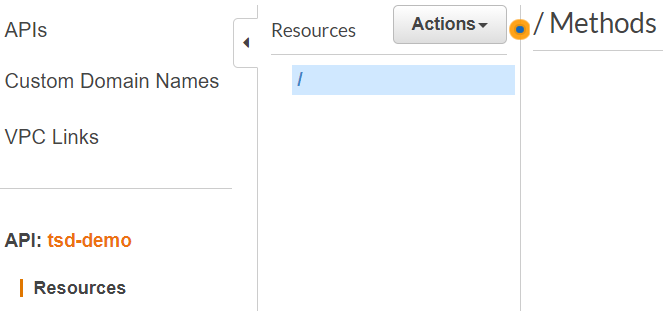 APIs
Custom Domain Names
VPC Links
API: tsd-demo
Resources
Resources
Actions
/
/ Methods